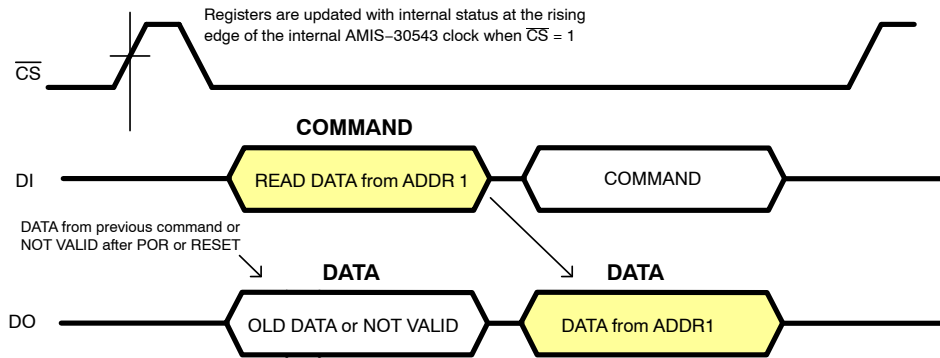 Registers are updated with internal status at the rising
edge of the internal AMIS−30543 clock when C̅S̅ = 1
C̅S̅
COMMAND
DI
READ DATA from ADDR 1
COMMAND
DATA from previous command or
NOT VALID after POR or RESET
DATA
DATA
DO
OLD DATA or NOT VALID
DATA from ADDR1